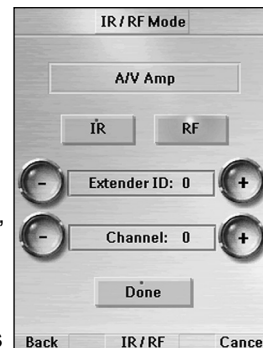 IR / RF Mode
A/V Amp
IR RF
- Extender ID: 0 +
,
- Channel: 0 +
Done
s
Back IR / RF Cance